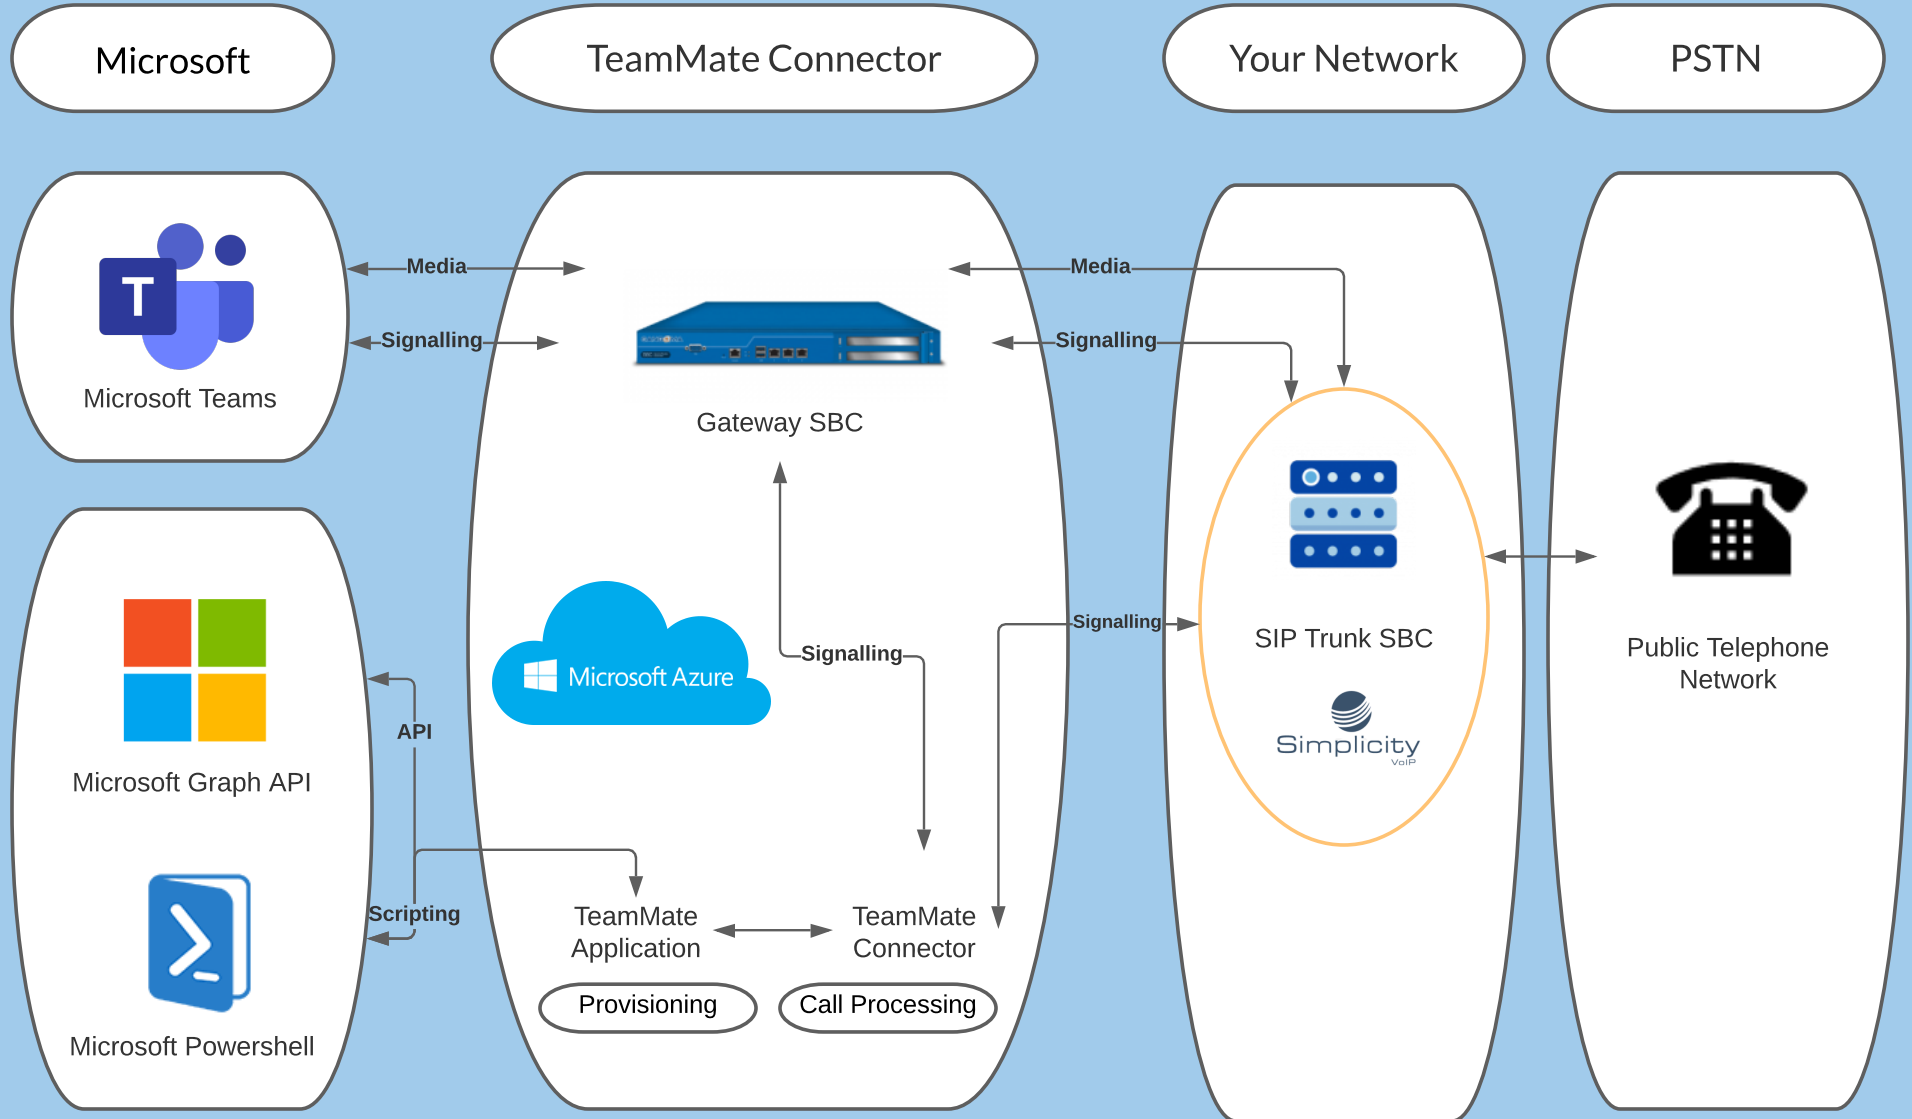 Microsoft
TeamMate Connector
Your Network
PSTN
T
Microsoft Teams
Media
Signalling
Gateway SBC
Media
Signalling
Microsoft Azure
Signalling
Signalling
SIP Trunk SBC
Simplicity
VoIP
Public Telephone
Network
Microsoft Graph API
API
Scripting
Microsoft Powershell
TeamMate
Application
TeamMate
Connector
Provisioning
Call Processing